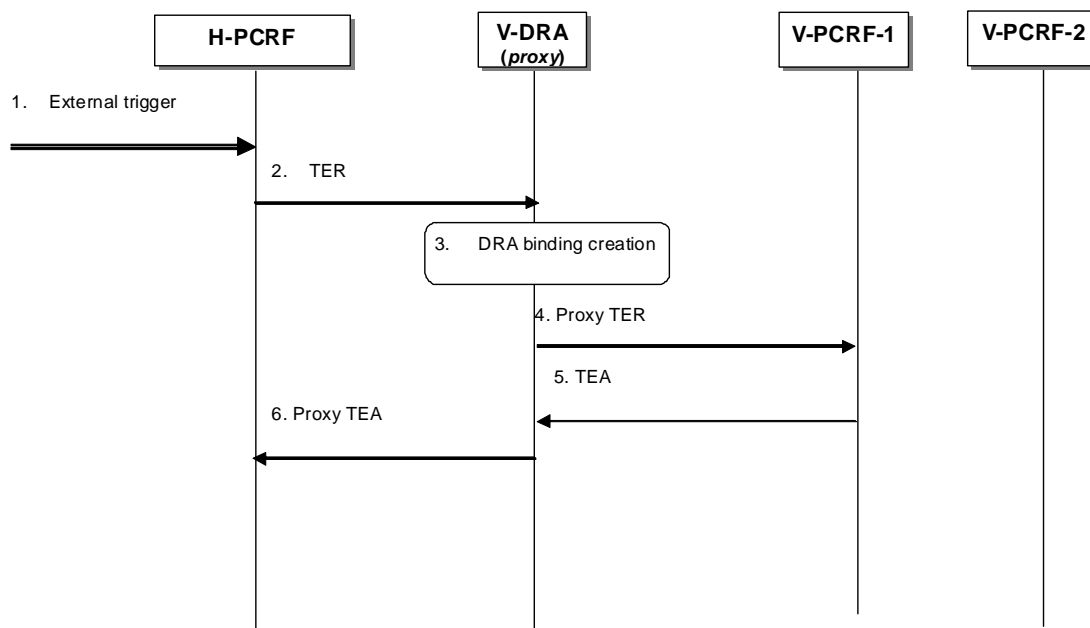 H-PCRF
V-DRA
(proxy)
V-PCRF-1
V-PCRF-2
1. External trigger
2. TER
3. DRA binding creation
4. Proxy TER
5. TEA
6. Proxy TEA